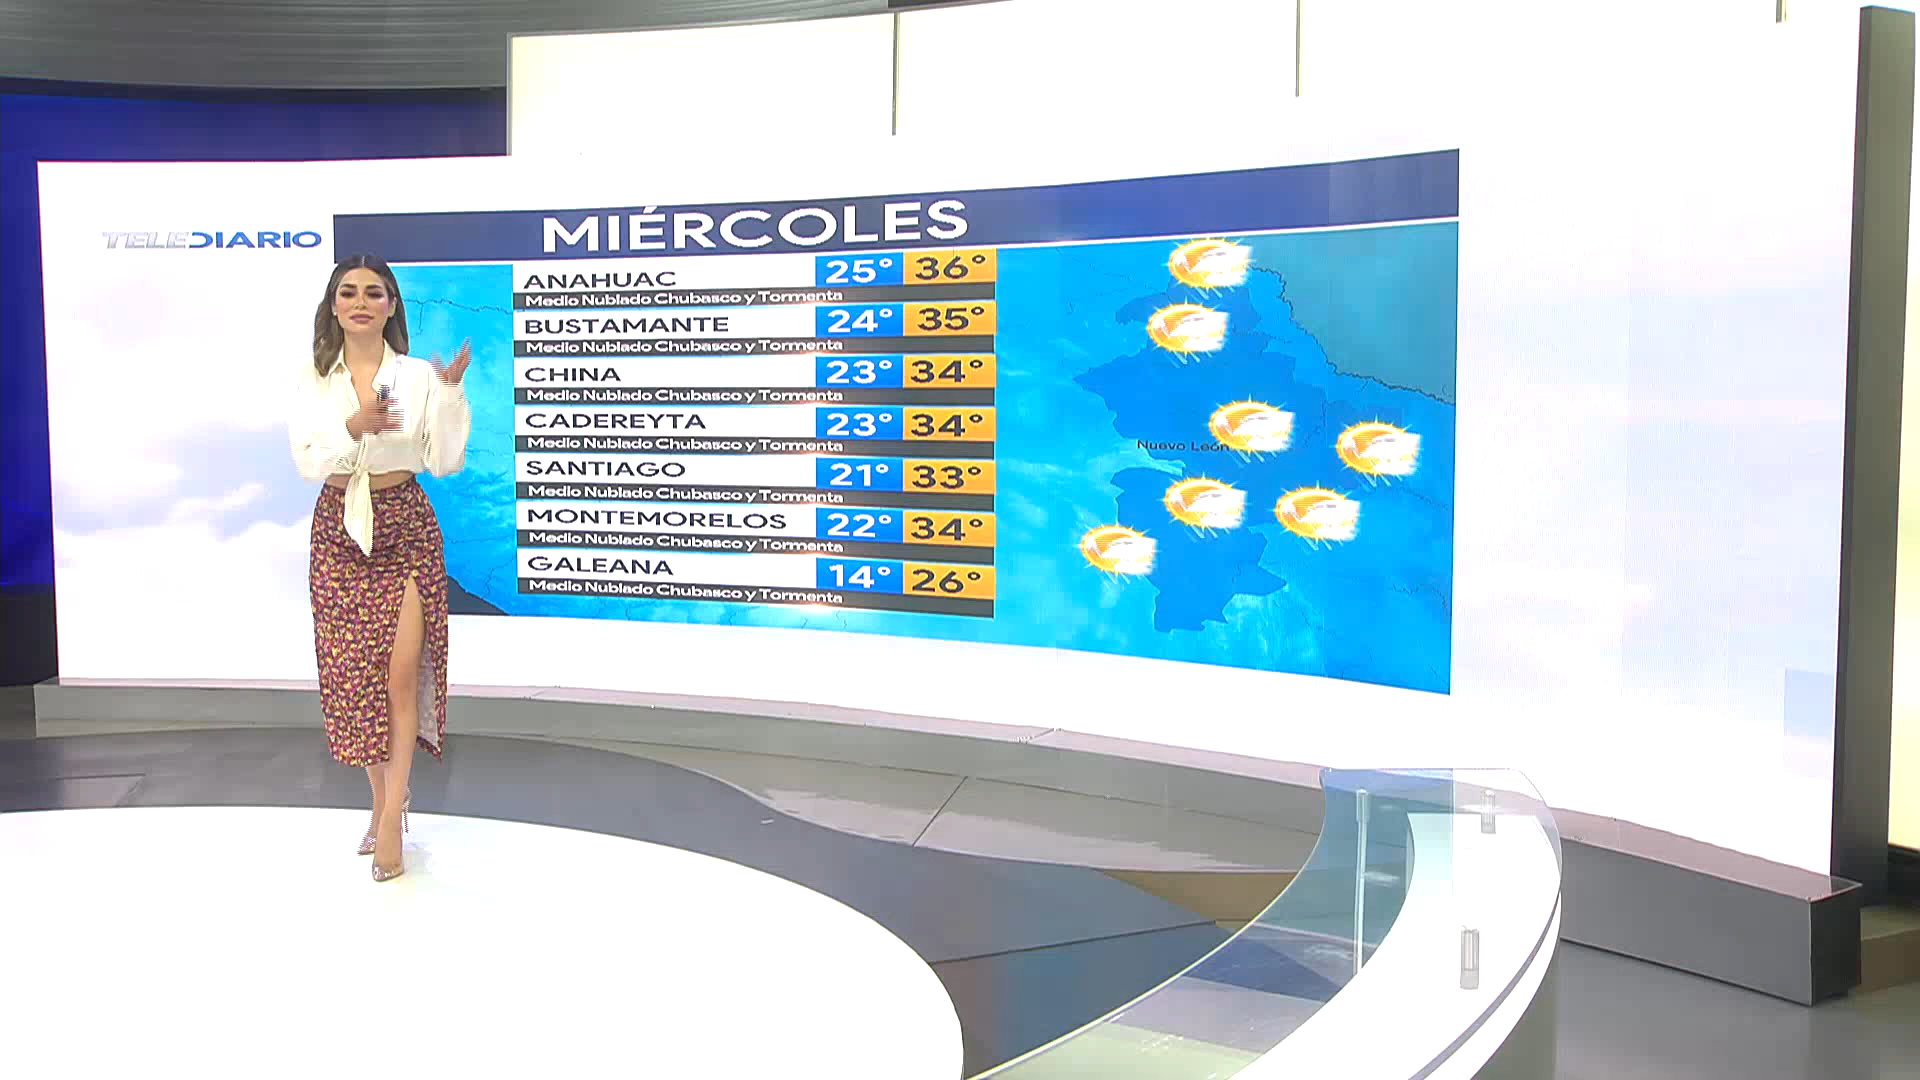 TELEDIARIO
MIÉRCOLES
ANAHUAC 25° 36°
Medio Nublado Chubasco y Tormenta
BUSTAMANTE 24° 35°
Medio Nublado Chubasco y Tormenta
CHINA 23° 34°
Medio Nublado Chubasco y Tormenta
CADEREYTA 23° 34°
Medio Nublado Chubasco y Tormenta
SANTIAGO 21° 33°
Medio Nublado Chubasco y Tormenta
MONTEMORELOS 22° 34°
Medio Nublado Chubasco y Tormenta
GALEANA 14° 26°
Medio Nublado Chubasco y Tormenta
Nuevo León